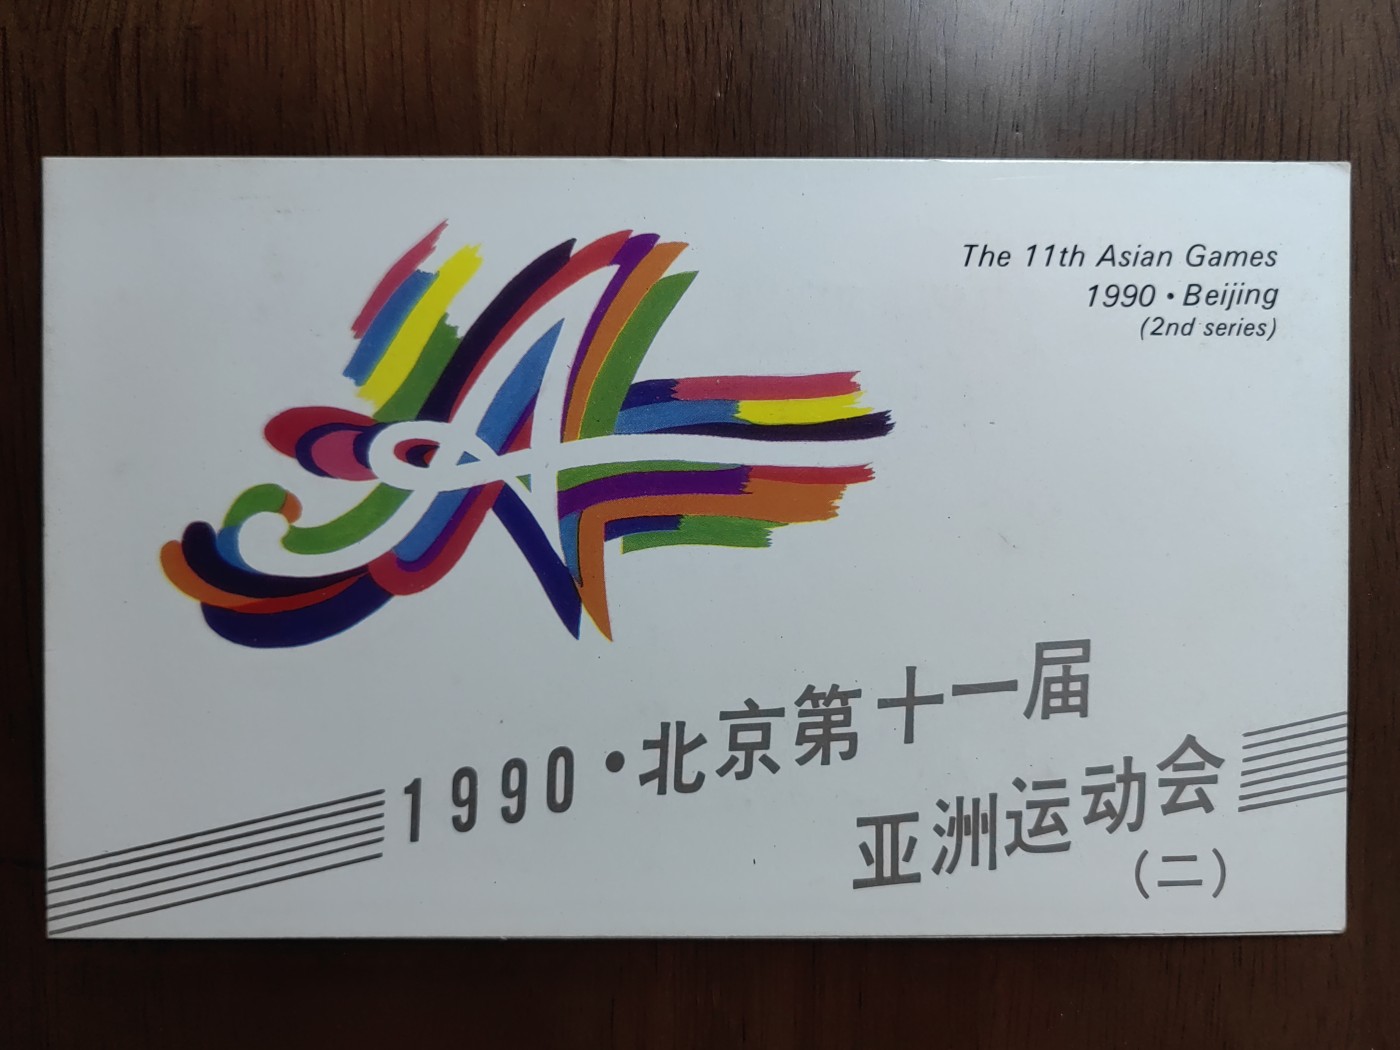 The 11th Asian Games
1990·Beijing
(2nd series)
1990·北京第十一届
亚洲运动会
(二)